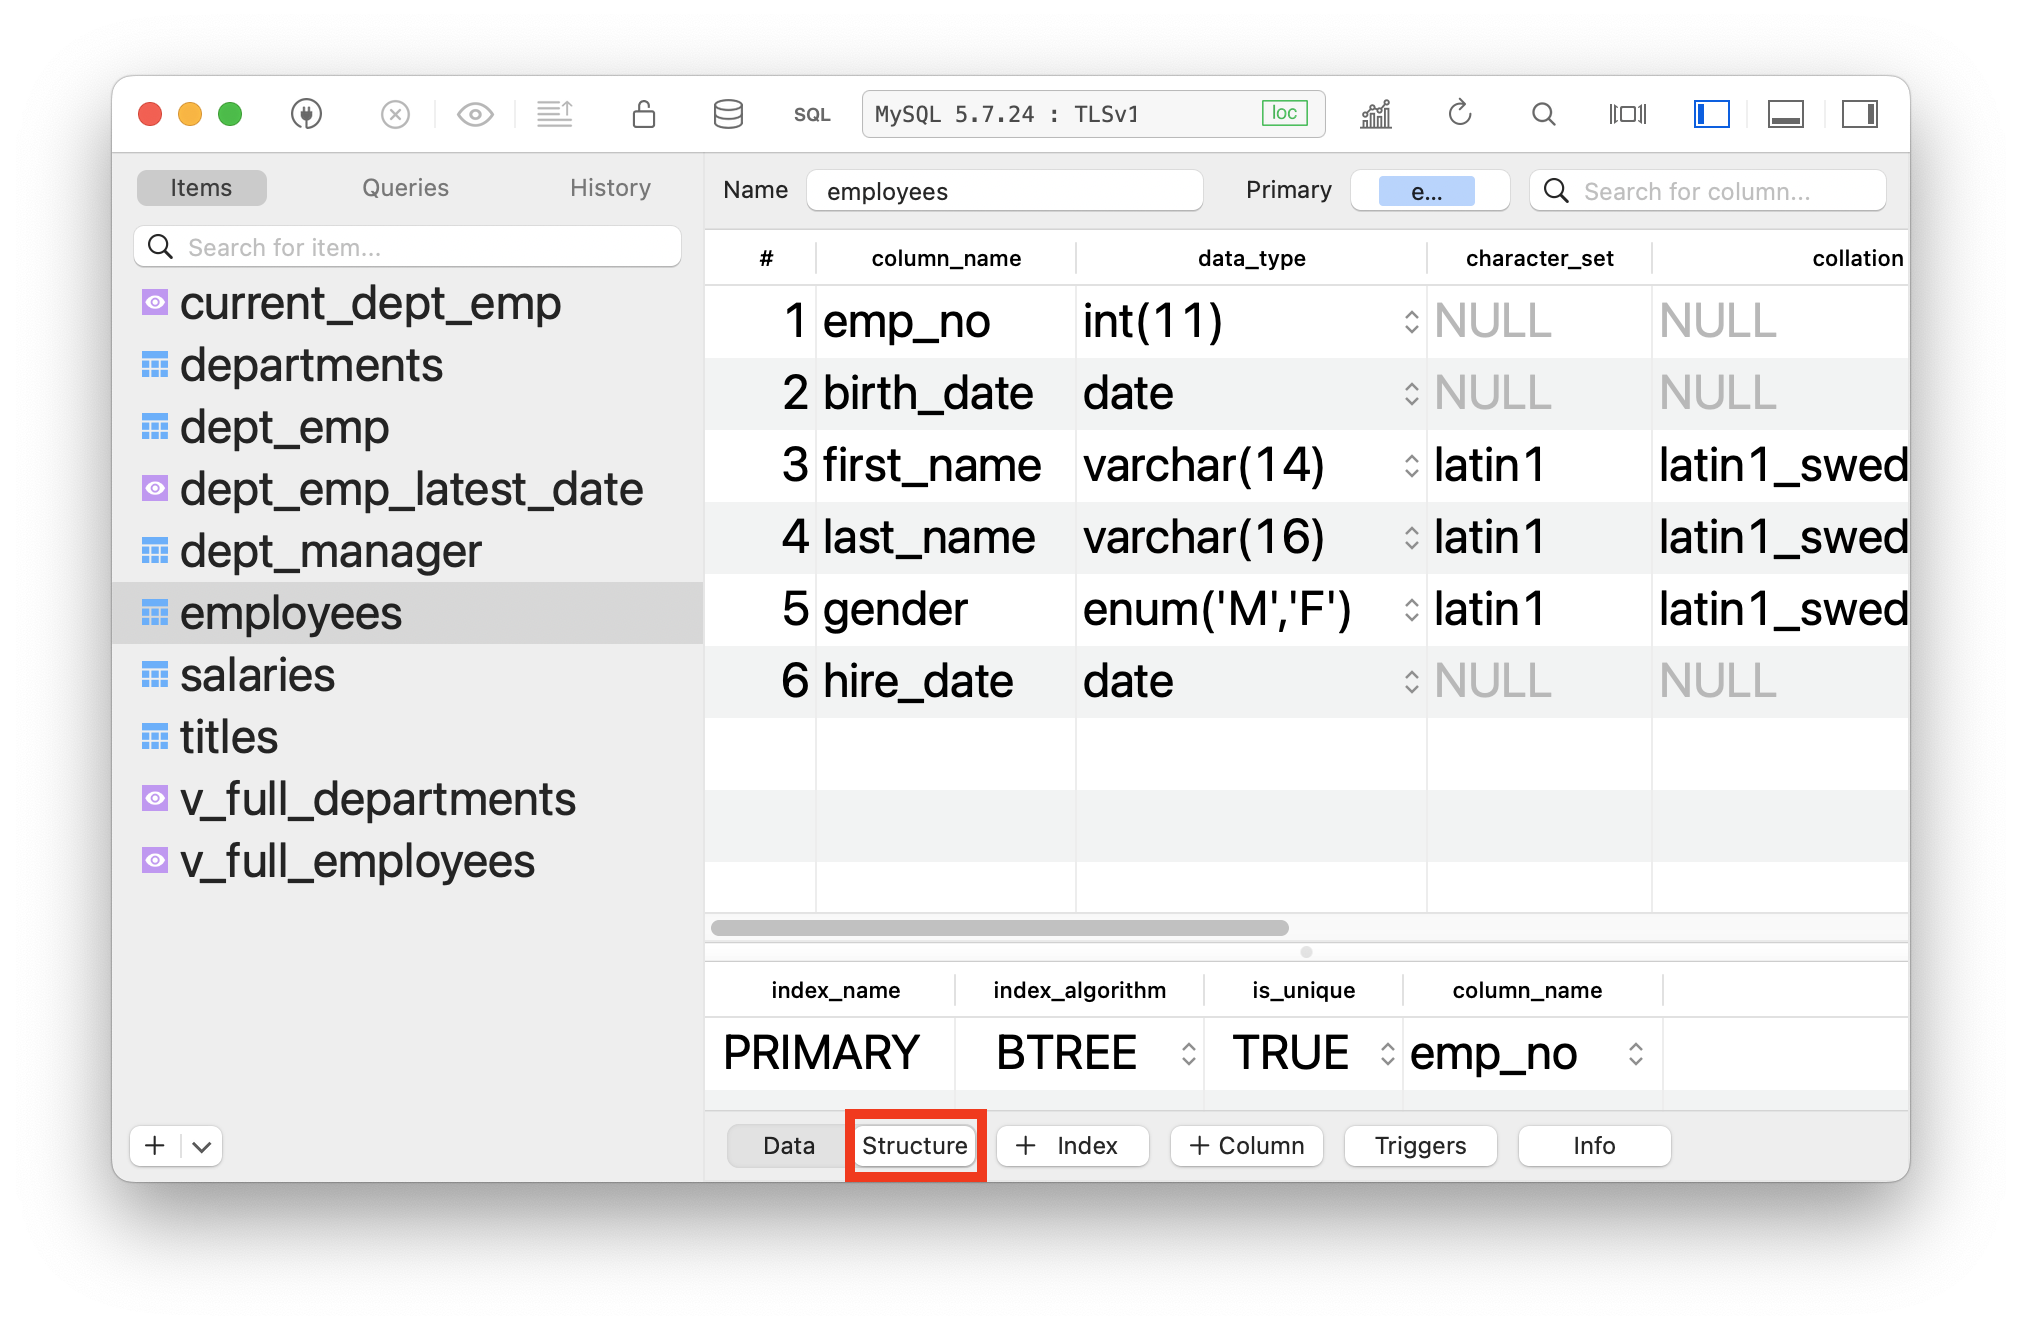 SQL MySQL 5.7.24 : TLSv1 loc
Items Queries History
Search for item...
current_dept_emp
departments
dept_emp
dept_emp_latest_date
dept_manager
employees
salaries
titles
v_full_departments
v_full_employees
Name employees Primary e... Search for column...
# column_name data_type character_set collation
1 emp_no int(11) NULL NULL
2 birth_date date NULL NULL
3 first_name varchar(14) latin1 latin1_swed
4 last_name varchar(16) latin1 latin1_swed
5 gender enum('M','F') latin1 latin1_swed
6 hire_date date NULL NULL
index_name index_algorithm is_unique column_name
PRIMARY BTREE TRUE emp_no
Data Structure + Index + Column Triggers Info